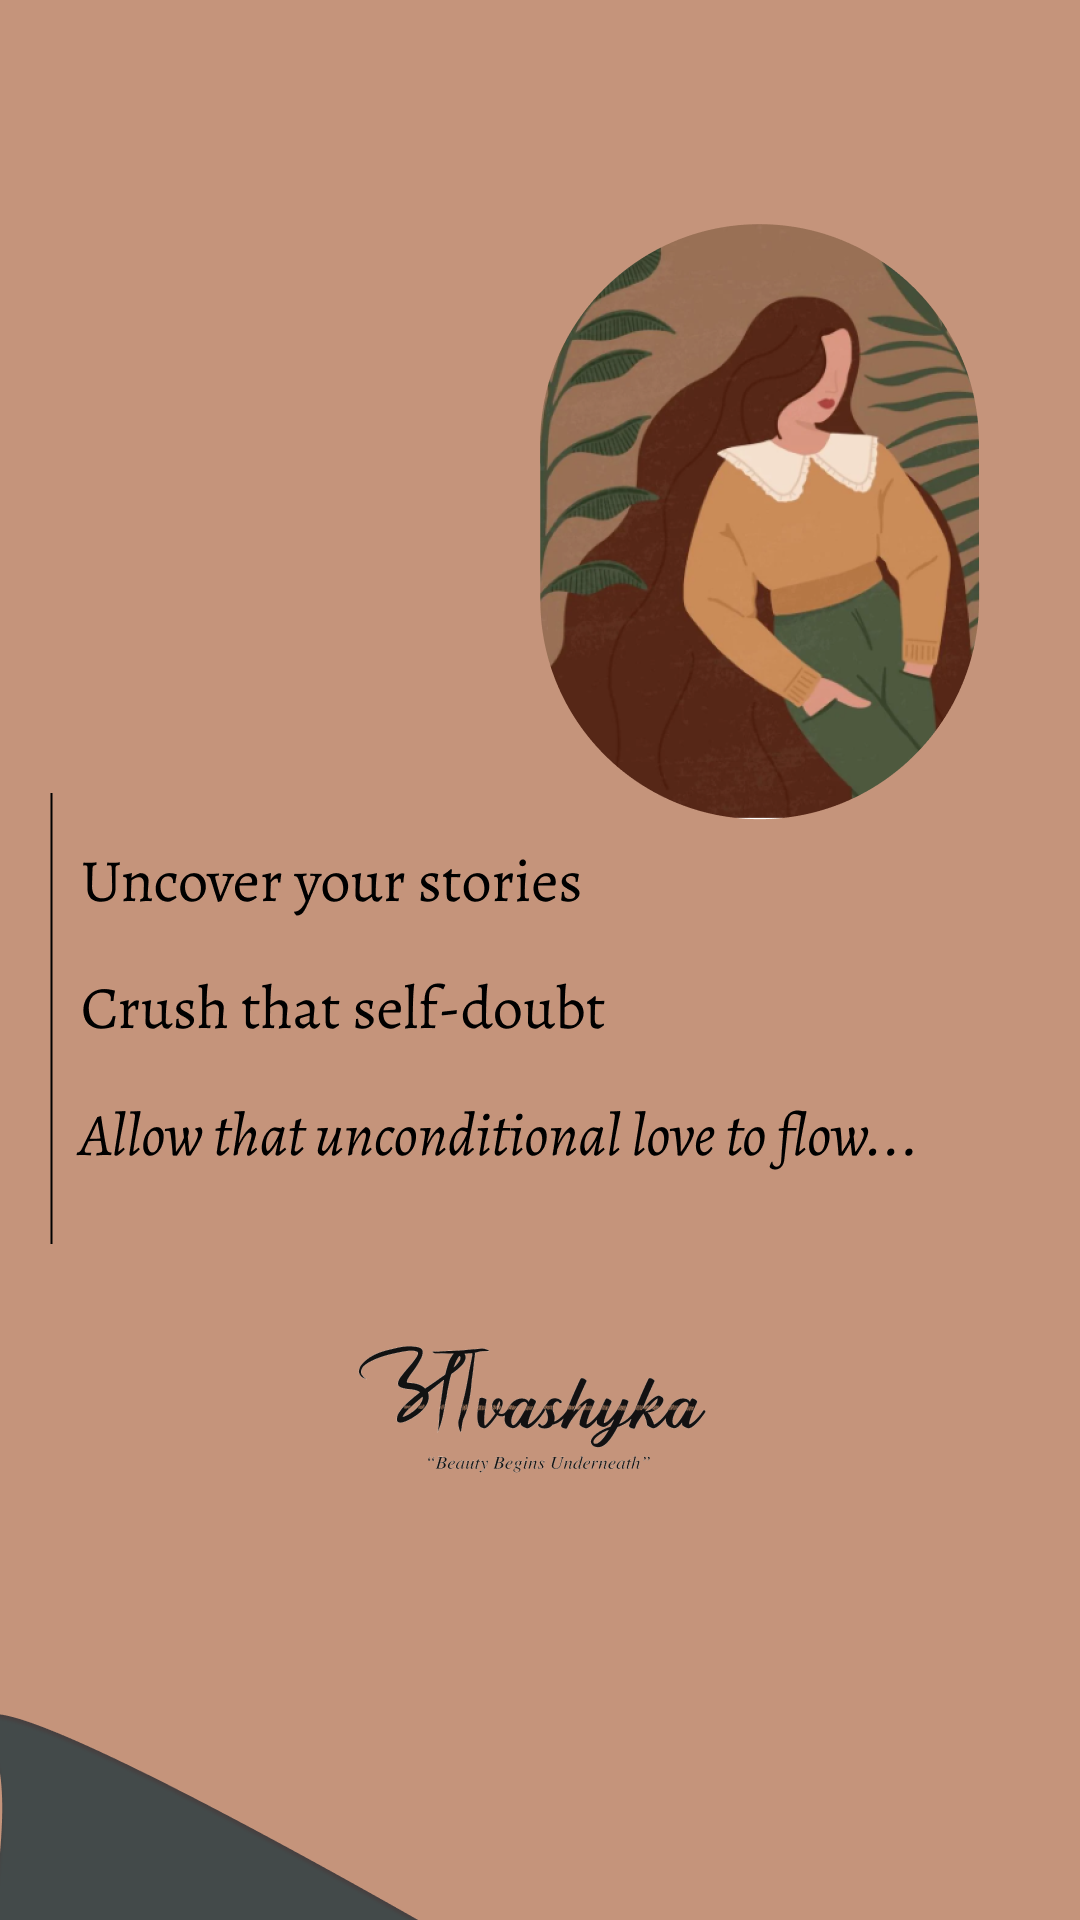 Uncover your stories
Crush that self-doubt
Allow that unconditional love to flow...
आvashyka
“Beauty Begins Underneath”